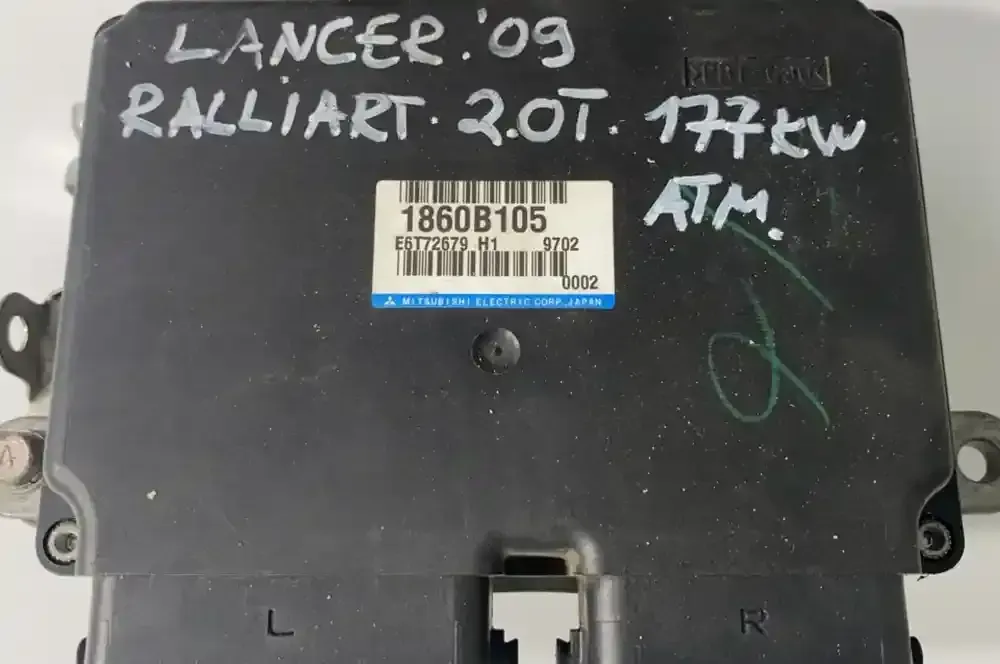 LANCER '09
RALLIART. 2.0T. 177KW
ATM.
1860B105
E6T72679 H1 9702
0002
MITSUBISHI ELECTRIC CORP.,JAPAN
L R